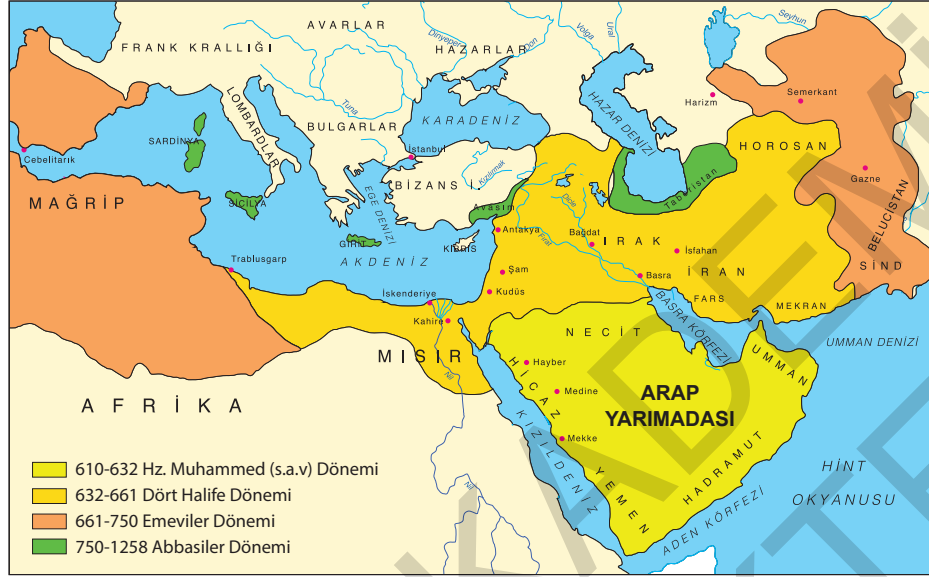 AVARLAR
FRANK KRALLIĞI
HAZARLAR
Dinyeper
Don
Volga
Ural
Seyhun
Tuna
LOMBARDLAR
BULGARLAR
KARADENİZ
HAZAR DENİZİ
Harizm
Semerkant
SARDİNYA
Cebelitarık
İstanbul
Kızılırmak
BİZANS İ.
HOROSAN
Taberistan
Gazne
MAĞRİP
SİCİLYA
EGE DENİZİ
Avasım
Dicle
BELUCİSTAN
GİRİT
KIBRIS
Antakya
Fırat
Bağdat
IRAK
İsfahan
AKDENİZ
Trablusgarp
Şam
Basra
İRAN
SİND
İskenderiye
Kudüs
FARS
MEKRAN
Kahire
BASRA KÖRFEZİ
NECİT
UMMAN DENİZİ
MISIR
Hayber
UMMAN
Nil
HİCAZ
Medine
ARAP
YARIMADASI
AFRİKA
Mekke
KIZILDENİZ
HADRAMUT
YEMEN
HİNT
OKYANUSU
ADEN KÖRFEZİ
Nil
610-632 Hz. Muhammed (s.a.v) Dönemi
632-661 Dört Halife Dönemi
661-750 Emeviler Dönemi
750-1258 Abbasiler Dönemi